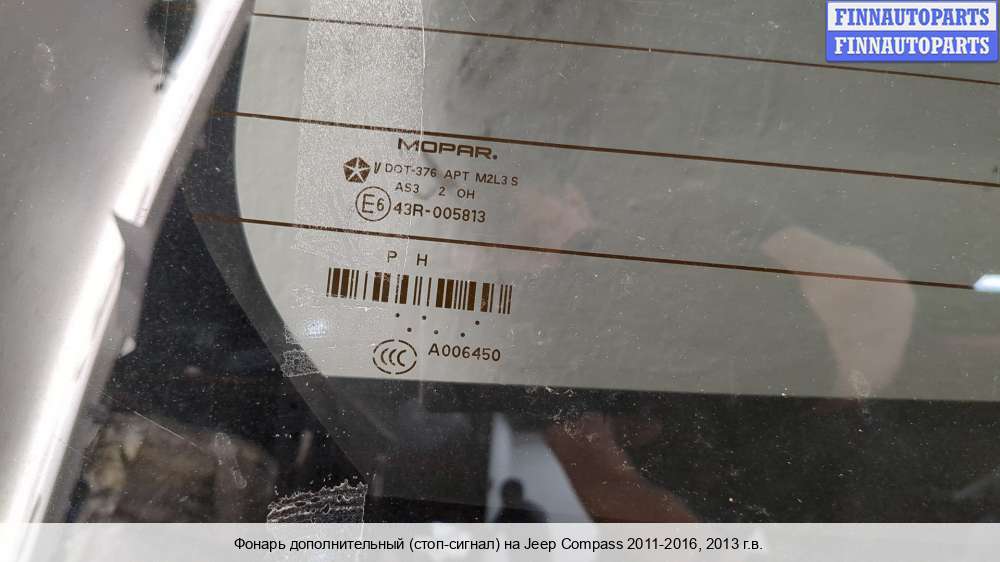 FINNAUTOPARTS
FINNAUTOPARTS
MOPAR.
DOT-376 APT M2L3 S
AS3 2 OH
E6 43R-005813
P H
CCC A006450
Фонарь дополнительный (стоп-сигнал) на Jeep Compass 2011-2016, 2013 г.в.